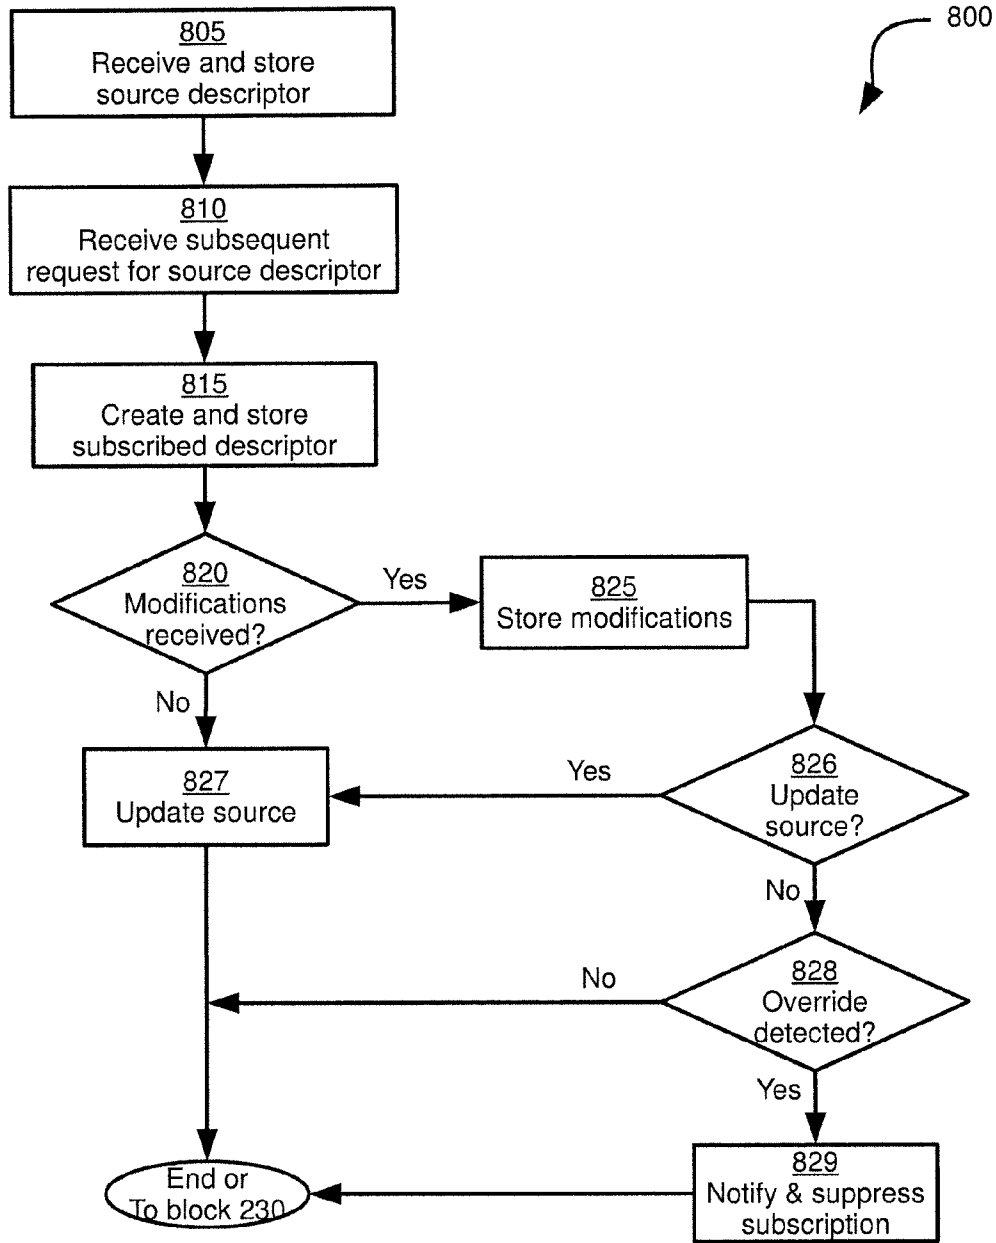 800
805
Receive and store
source descriptor
810
Receive subsequent
request for source descriptor
815
Create and store
subscribed descriptor
820
Modifications
received?
Yes
825
Store modifications
No
827
Update source
Yes
826
Update
source?
No
No
828
Override
detected?
Yes
829
Notify & suppress
subscription
End or
To block 230